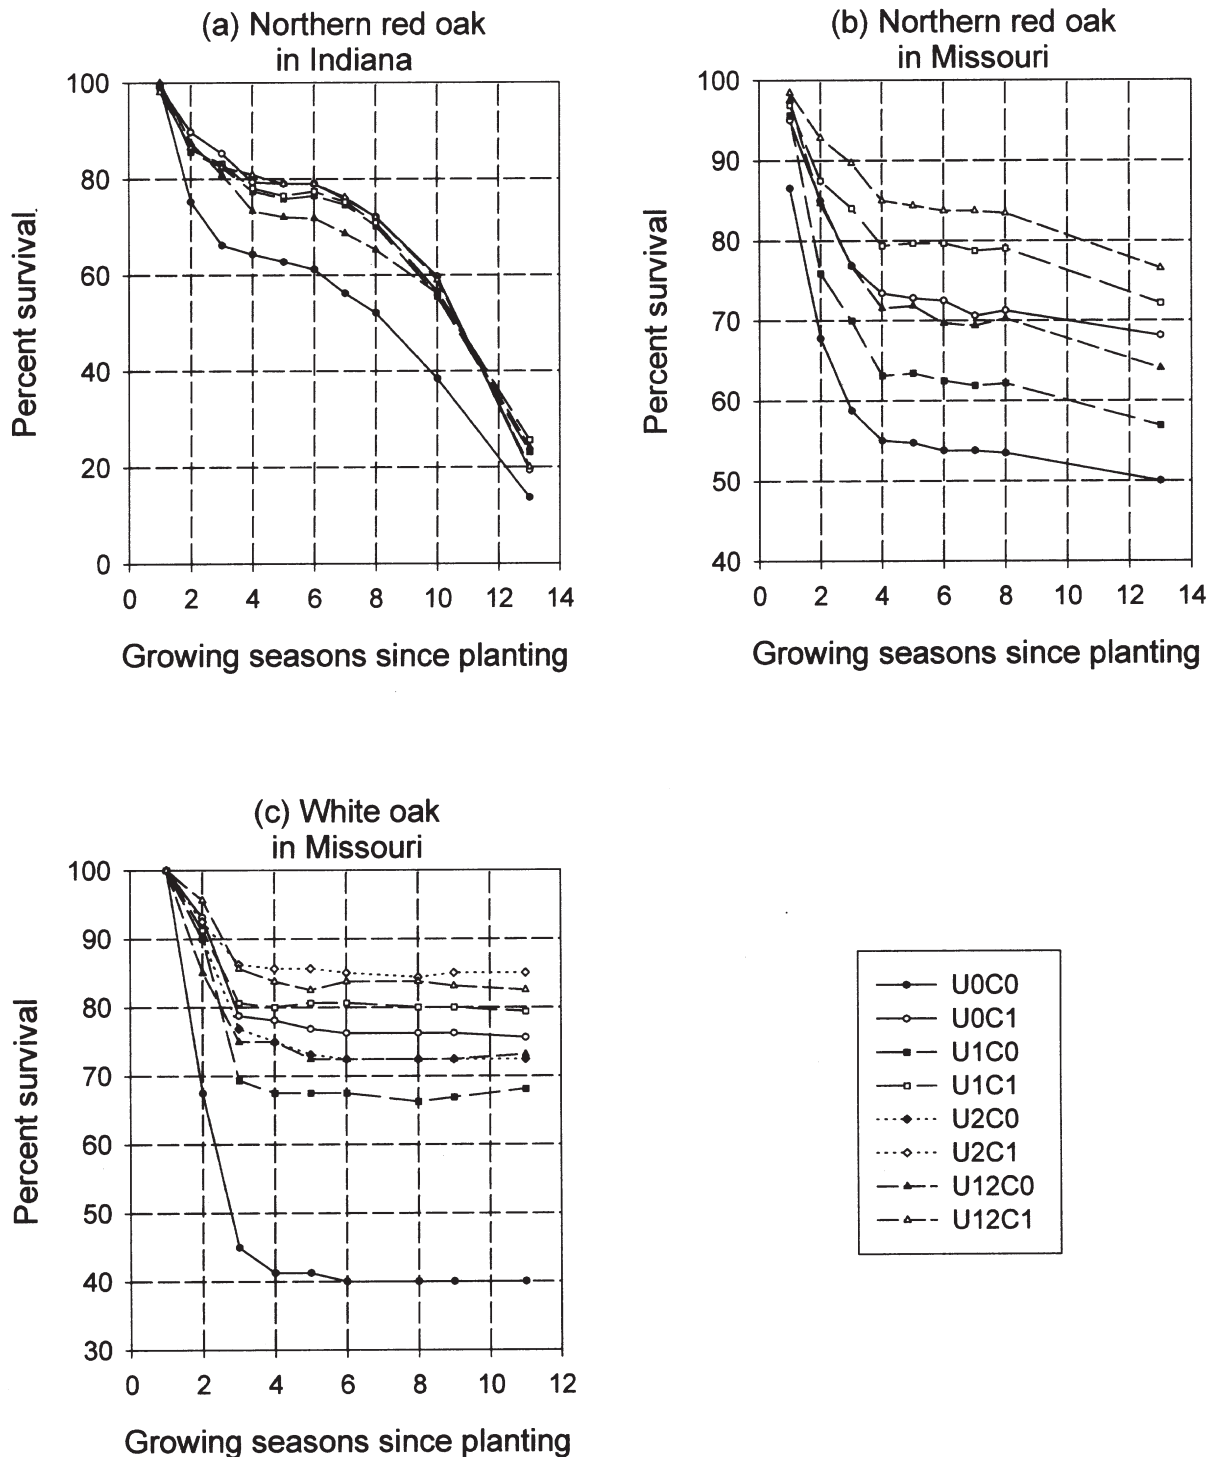 (a) Northern red oak
in Indiana
100
80
60
40
20
0
0 2 4 6 8 10 12 14
Percent survival
Growing seasons since planting
(b) Northern red oak
in Missouri
100
90
80
70
60
50
40
0 2 4 6 8 10 12 14
Percent survival
Growing seasons since planting
(c) White oak
in Missouri
100
90
80
70
60
50
40
30
0 2 4 6 8 10 12
Percent survival
Growing seasons since planting
U0C0
U0C1
U1C0
U1C1
U2C0
U2C1
U12C0
U12C1